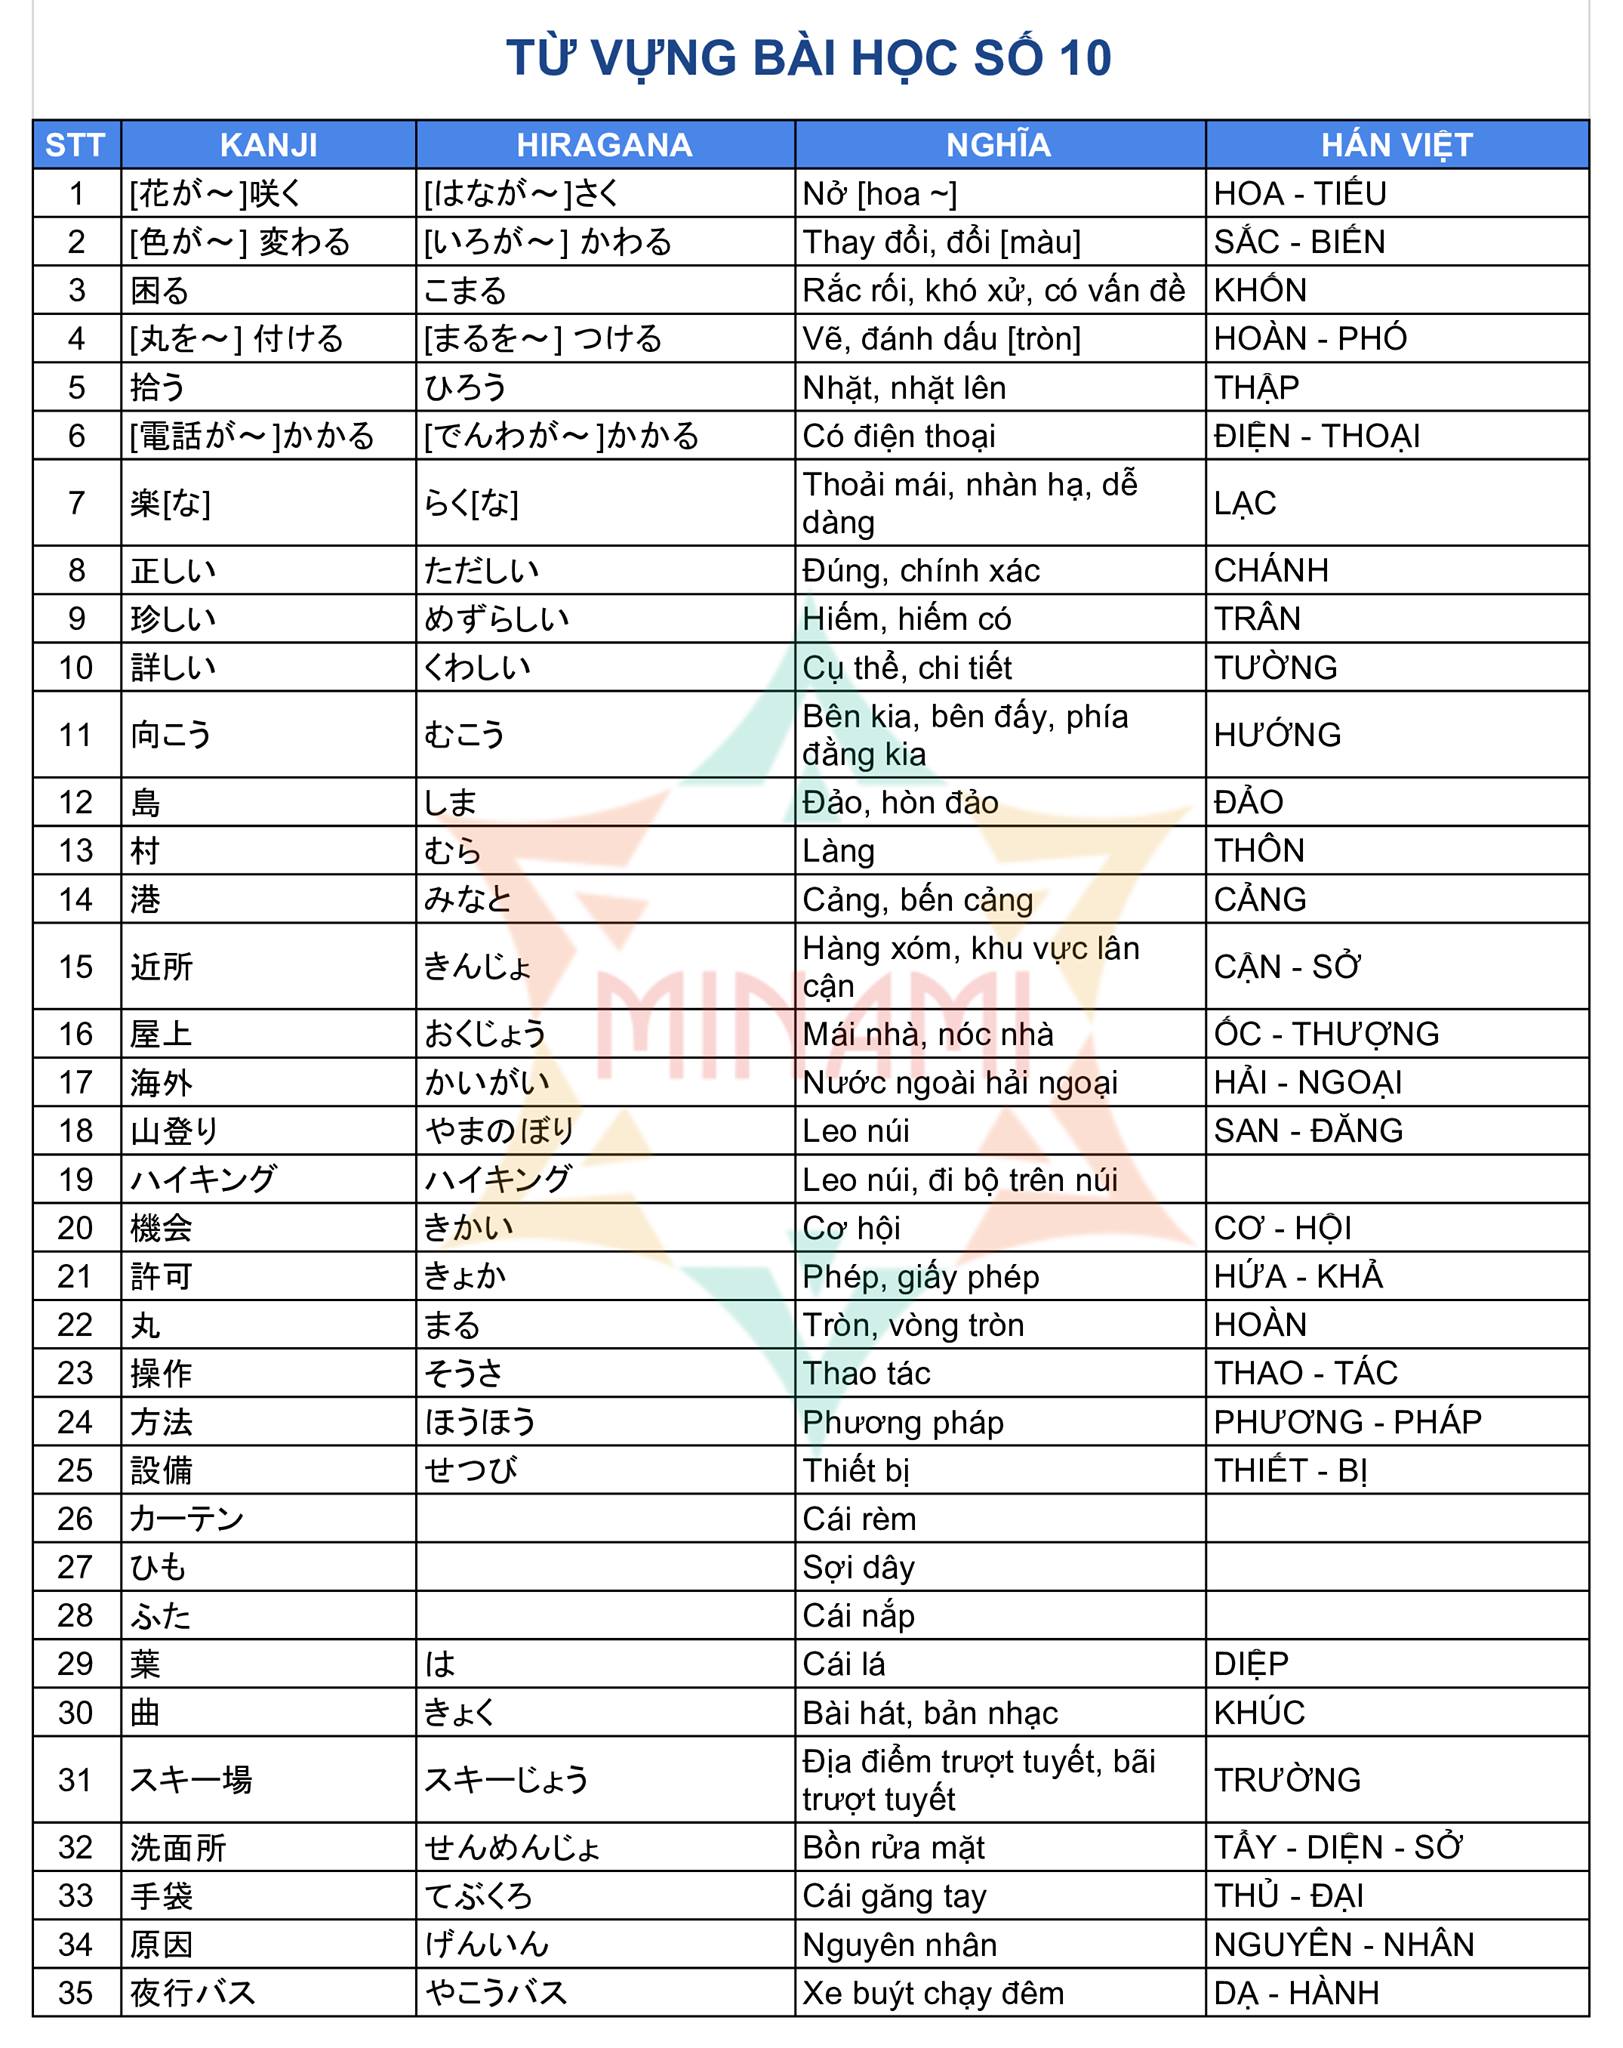 TỪ VỰNG BÀI HỌC SỐ 10
STT KANJI HIRAGANA NGHĨA HÁN VIỆT
1 [花が～]咲く [はなが～]さく Nở [hoa ~] HOA - TIẾU
2 [色が～] 変わる [いろが～] かわる Thay đổi, đổi [màu] SẮC - BIẾN
3 困る こまる Rắc rối, khó xử, có vấn đề KHỐN
4 [丸を～] 付ける [まるを～] つける Vẽ, đánh dấu [tròn] HOÀN - PHÓ
5 拾う ひろう Nhặt, nhặt lên THẬP
6 [電話が～]かかる [でんわが～]かかる Có điện thoại ĐIỆN - THOẠI
7 楽[な] らく[な] Thoải mái, nhàn hạ, dễ dàng LẠC
8 正しい ただしい Đúng, chính xác CHÁNH
9 珍しい めずらしい Hiếm, hiếm có TRÂN
10 詳しい くわしい Cụ thể, chi tiết TƯỜNG
11 向こう むこう Bên kia, bên đấy, phía đằng kia HƯỚNG
12 島 しま Đảo, hòn đảo ĐẢO
13 村 むら Làng THÔN
14 港 みなと Cảng, bến cảng CẢNG
15 近所 きんじょ Hàng xóm, khu vực lân cận CẬN - SỞ
16 屋上 おくじょう Mái nhà, nóc nhà ỐC - THƯỢNG
17 海外 かいがい Nước ngoài hải ngoại HẢI - NGOẠI
18 山登り やまのぼり Leo núi SAN - ĐĂNG
19 ハイキング ハイキング Leo núi, đi bộ trên núi
20 機会 きかい Cơ hội CƠ - HỘI
21 許可 きょか Phép, giấy phép HỨA - KHẢ
22 丸 まる Tròn, vòng tròn HOÀN
23 操作 そうさ Thao tác THAO - TÁC
24 方法 ほうほう Phương pháp PHƯƠNG - PHÁP
25 設備 せつび Thiết bị THIẾT - BỊ
26 カーテン Cái rèm
27 ひも Sợi dây
28 ふた Cái nắp
29 葉 は Cái lá DIỆP
30 曲 きょく Bài hát, bản nhạc KHÚC
31 スキー場 スキーじょう Địa điểm trượt tuyết, bãi trượt tuyết TRƯỜNG
32 洗面所 せんめんじょ Bồn rửa mặt TẨY - DIỆN - SỞ
33 手袋 てぶくろ Cái găng tay THỦ - ĐẠI
34 原因 げんいん Nguyên nhân NGUYÊN - NHÂN
35 夜行バス やこうバス Xe buýt chạy đêm DẠ - HÀNH
MINAMI